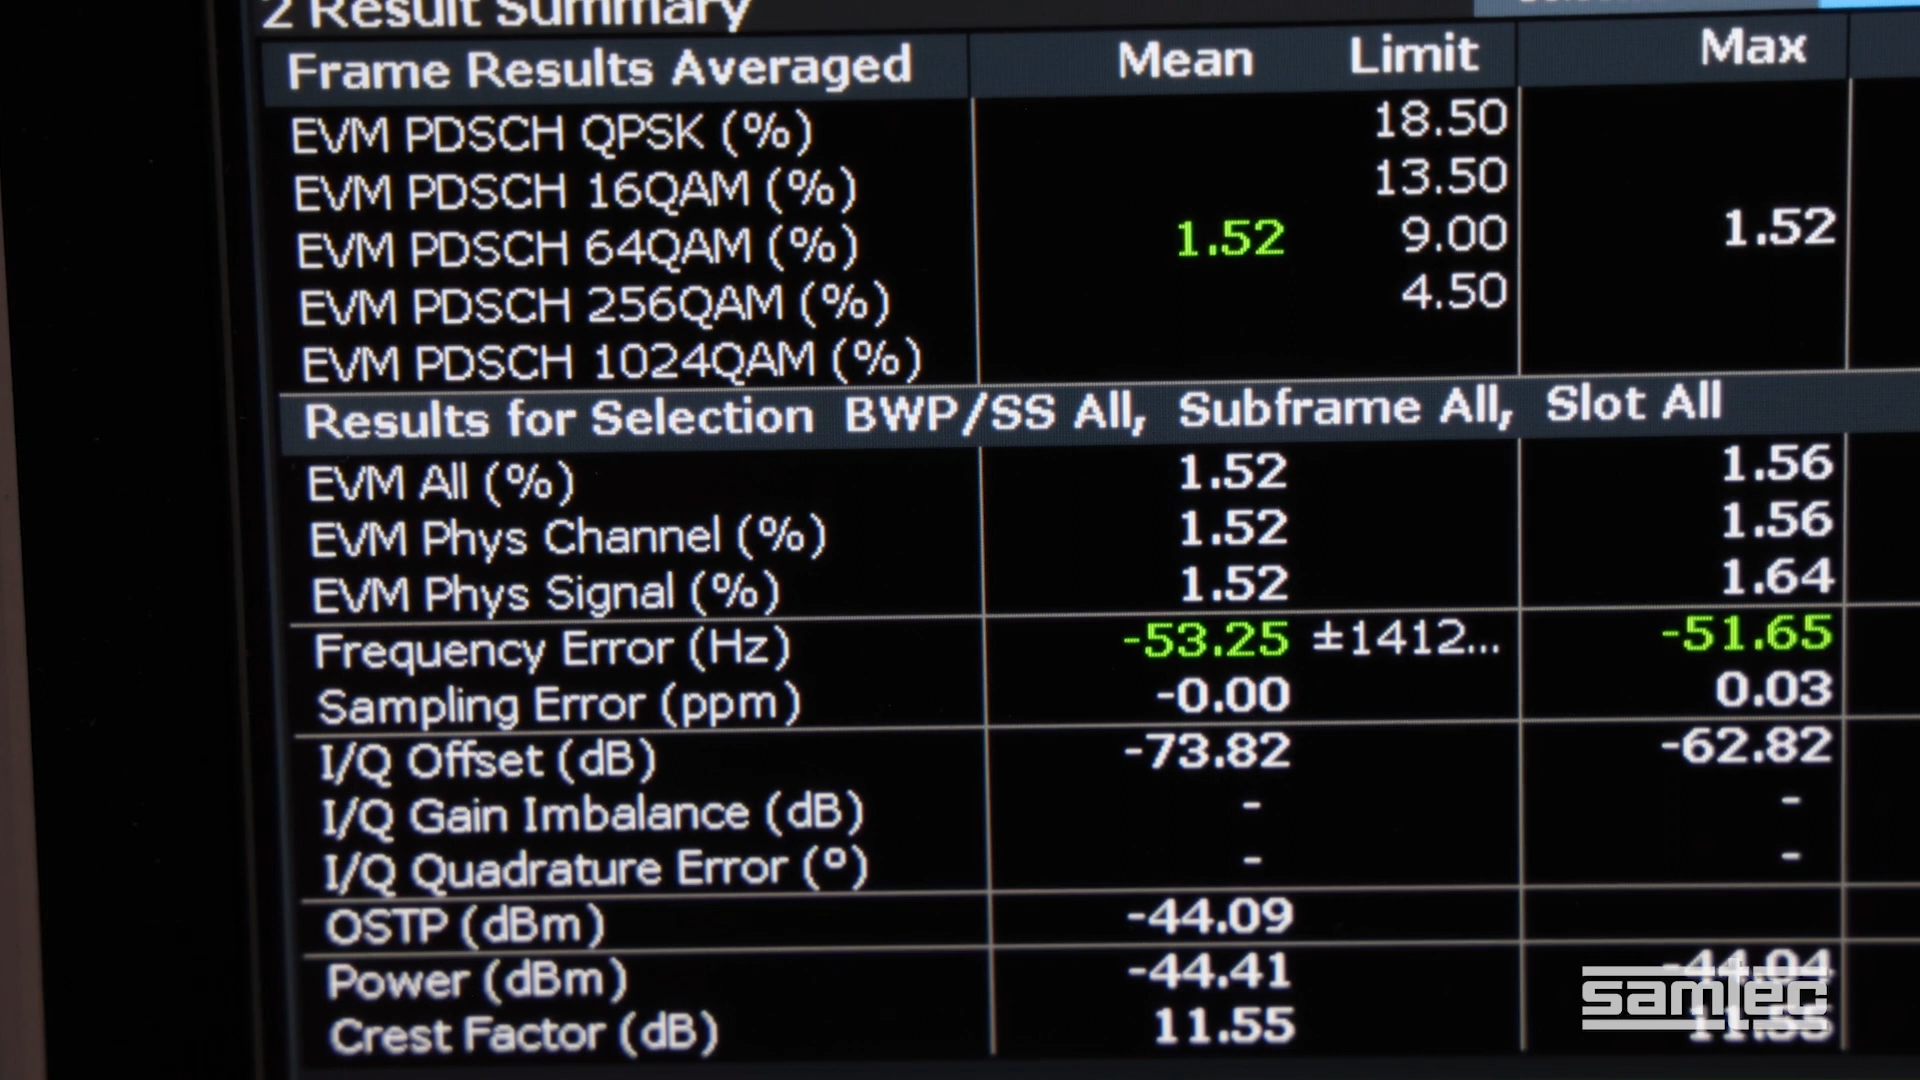 2 Result Summary
Frame Results Averaged Mean Limit Max
EVM PDSCH QPSK (%) 18.50
EVM PDSCH 16QAM (%) 13.50
EVM PDSCH 64QAM (%) 1.52 9.00 1.52
EVM PDSCH 256QAM (%) 4.50
EVM PDSCH 1024QAM (%)
Results for Selection BWP/SS All, Subframe All, Slot All
EVM All (%) 1.52 1.56
EVM Phys Channel (%) 1.52 1.56
EVM Phys Signal (%) 1.52 1.64
Frequency Error (Hz) -53.25 ±1412... -51.65
Sampling Error (ppm) -0.00 0.03
I/Q Offset (dB) -73.82 -62.82
I/Q Gain Imbalance (dB) - -
I/Q Quadrature Error (º) - -
OSTP (dBm) -44.09
Power (dBm) -44.41 -44.04
Crest Factor (dB) 11.55 11.55
samtec